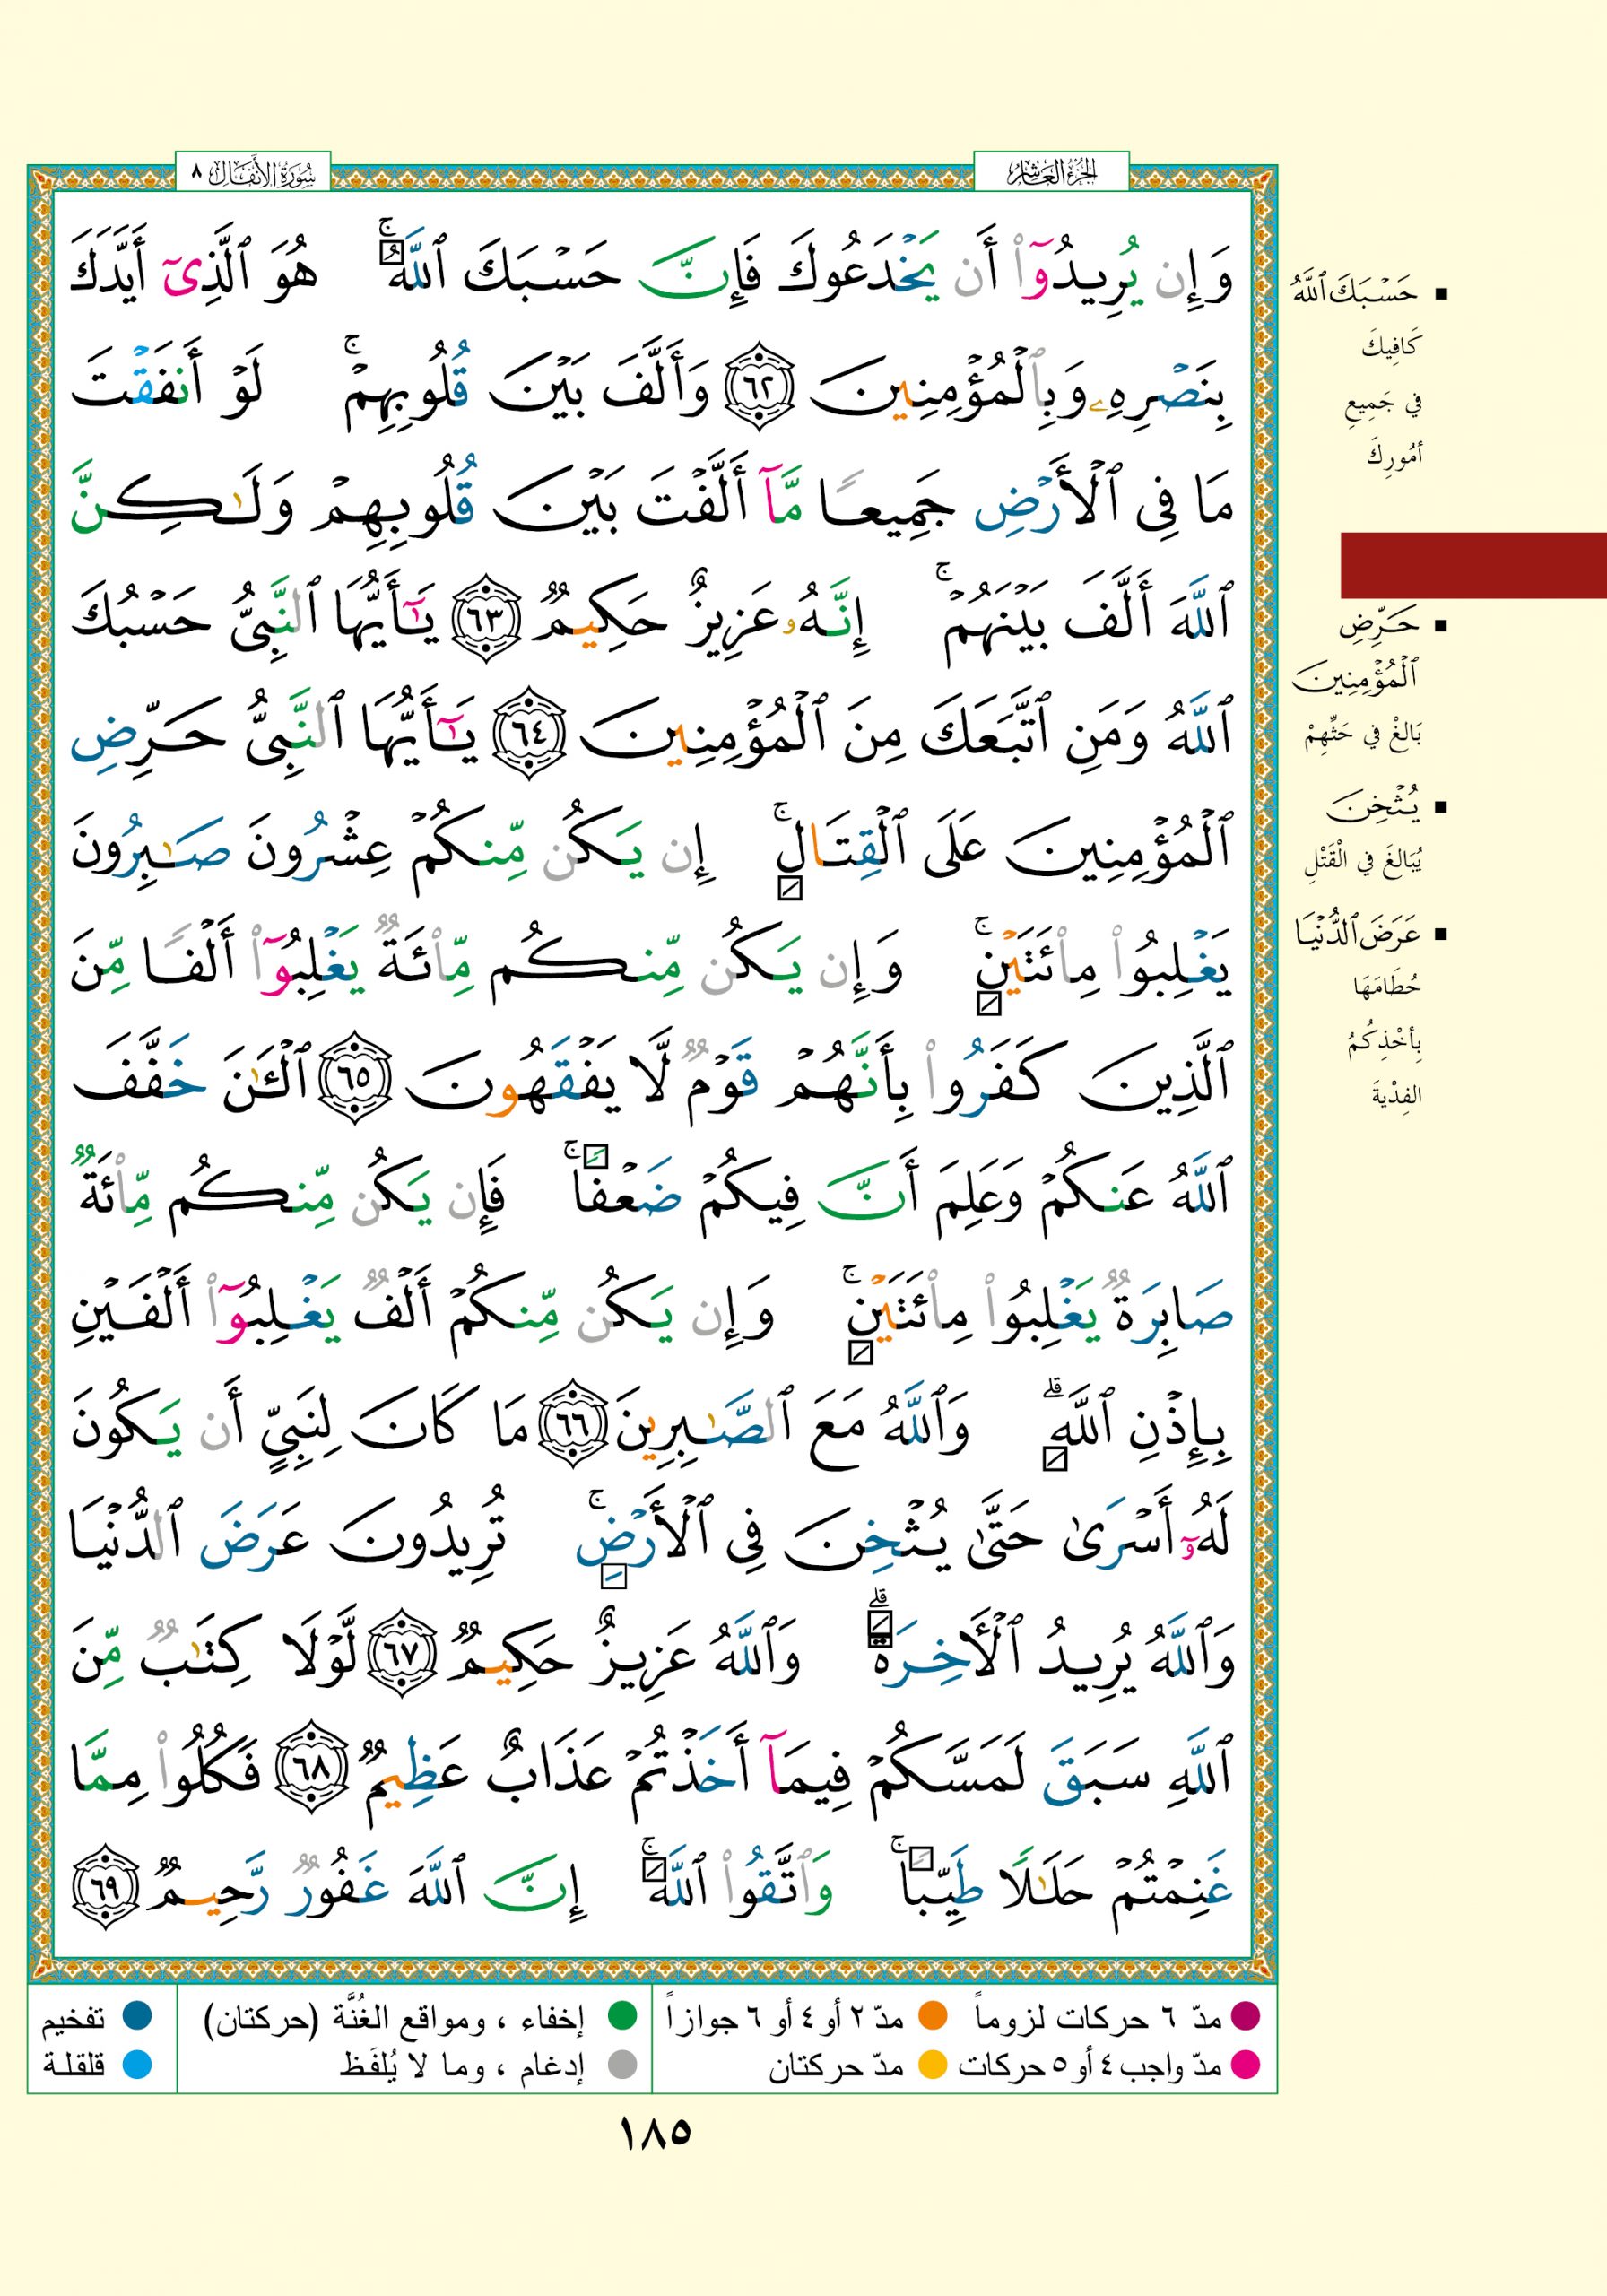 الجزء العاشر
سورة الأنفال ٨
وَإِن يُرِيدُوٓا۟ أَن يَخْدَعُوكَ فَإِنَّ حَسْبَكَ ٱللَّهُ ۚ هُوَ ٱلَّذِىٓ أَيَّدَكَ
بِنَصْرِهِۦ وَبِٱلْمُؤْمِنِينَ ٦٢ وَأَلَّفَ بَيْنَ قُلُوبِهِمْ ۚ لَوْ أَنفَقْتَ
مَا فِى ٱلْأَرْضِ جَمِيعًا مَّآ أَلَّفْتَ بَيْنَ قُلُوبِهِمْ وَلَـٰكِنَّ
ٱللَّهَ أَلَّفَ بَيْنَهُمْ ۚ إِنَّهُۥ عَزِيزٌ حَكِيمٌ ٦٣ يَـٰٓأَيُّهَا ٱلنَّبِىُّ حَسْبُكَ
ٱللَّهُ وَمَنِ ٱتَّبَعَكَ مِنَ ٱلْمُؤْمِنِينَ ٦٤ يَـٰٓأَيُّهَا ٱلنَّبِىُّ حَرِّضِ
ٱلْمُؤْمِنِينَ عَلَى ٱلْقِتَالِ ۚ إِن يَكُن مِّنكُمْ عِشْرُونَ صَـٰبِرُونَ
يَغْلِبُوا۟ مِا۟ئَتَيْنِ ۚ وَإِن يَكُن مِّنكُم مِّا۟ئَةٌ يَغْلِبُوٓا۟ أَلْفًا مِّنَ
ٱلَّذِينَ كَفَرُوا۟ بِأَنَّهُمْ قَوْمٌ لَّا يَفْقَهُونَ ٦٥ ٱلْـَٔـٰنَ خَفَّفَ
ٱللَّهُ عَنكُمْ وَعَلِمَ أَنَّ فِيكُمْ ضَعْفًا ۚ فَإِن يَكُن مِّنكُم مِّا۟ئَةٌ
صَابِرَةٌ يَغْلِبُوا۟ مِا۟ئَتَيْنِ ۚ وَإِن يَكُن مِّنكُمْ أَلْفٌ يَغْلِبُوٓا۟ أَلْفَيْنِ
بِإِذْنِ ٱللَّهِ ۗ وَٱللَّهُ مَعَ ٱلصَّـٰبِرِينَ ٦٦ مَا كَانَ لِنَبِىٍّ أَن يَكُونَ
لَهُۥٓ أَسْرَىٰ حَتَّىٰ يُثْخِنَ فِى ٱلْأَرْضِ ۚ تُرِيدُونَ عَرَضَ ٱلدُّنْيَا
وَٱللَّهُ يُرِيدُ ٱلْـَٔاخِرَةَ ۗ وَٱللَّهُ عَزِيزٌ حَكِيمٌ ٦٧ لَّوْلَا كِتَـٰبٌ مِّنَ
ٱللَّهِ سَبَقَ لَمَسَّكُمْ فِيمَآ أَخَذْتُمْ عَذَابٌ عَظِيمٌ ٦٨ فَكُلُوا۟ مِمَّا
غَنِمْتُمْ حَلَـٰلًا طَيِّبًا ۚ وَٱتَّقُوا۟ ٱللَّهَ ۚ إِنَّ ٱللَّهَ غَفُورٌ رَّحِيمٌ ٦٩
■ حَسْبَكَ ٱللَّهُ
كَافِيكَ
في جَمِيعِ
أمُورِكَ
■ حَرِّضِ
ٱلْمُؤْمِنِينَ
بَالغْ في حَثِّهِمْ
■ يُثْخِنَ
يُبَالِغَ في الْقَتْلِ
■ عَرَضَ ٱلدُّنْيَا
حُطَامَهَا
بِأخْذِكُمُ
الفِدْيةَ
مدّ ٦ حركات لزوماً
مدّ ٢ أو ٤ أو ٦ جوازاً
إخفاء ، ومواقع الغُنَّة (حركتان)
تفخيم
مدّ واجب ٤ أو ٥ حركات
مدّ حركتان
إدغام ، وما لا يُلفَظ
قلقلة
١٨٥